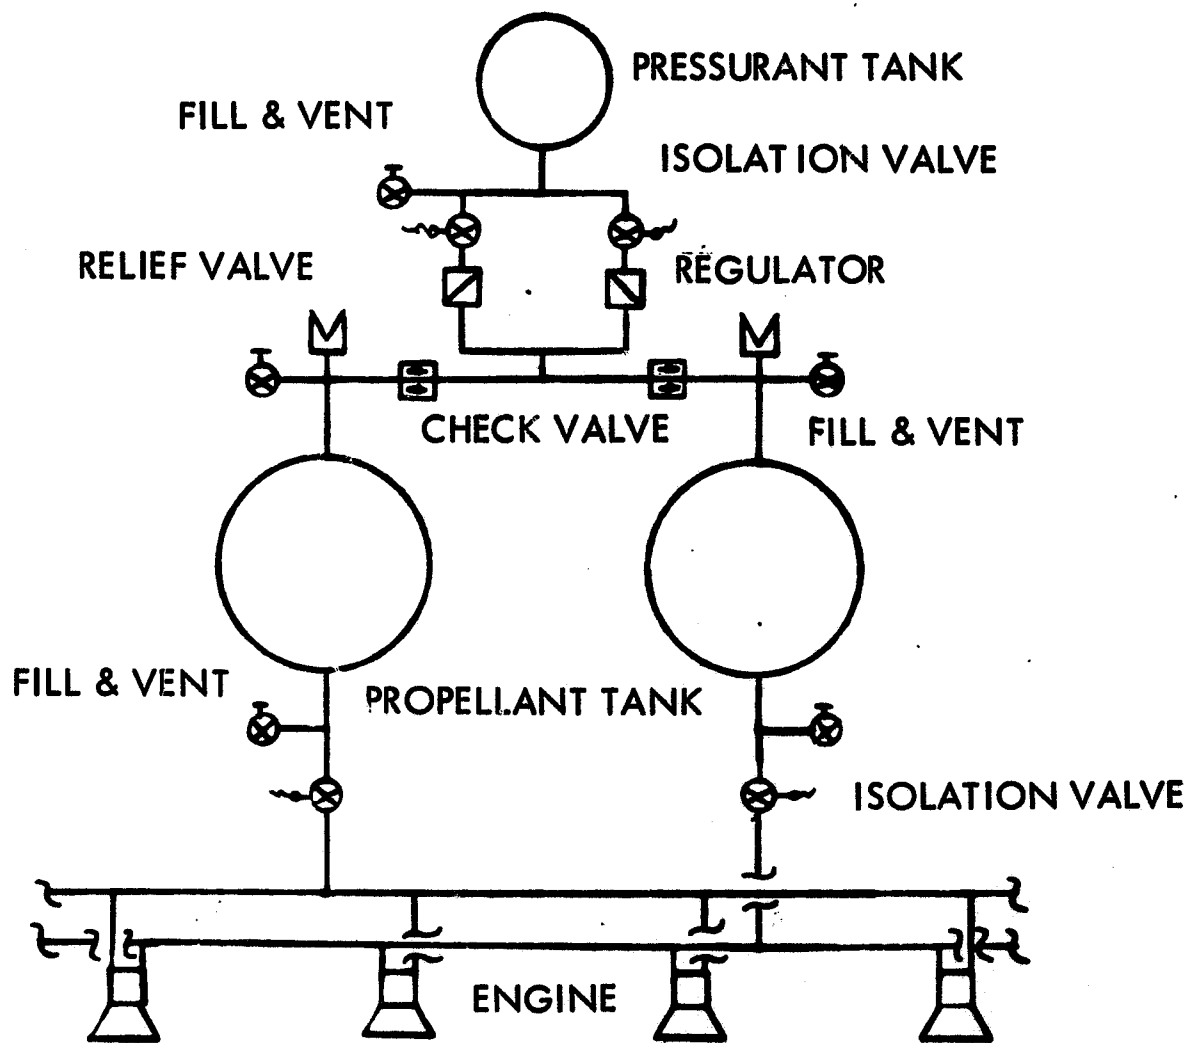 PRESSURANT TANK
FILL & VENT
ISOLATION VALVE
RELIEF VALVE
REGULATOR
CHECK VALVE
FILL & VENT
FILL & VENT
PROPELLANT TANK
ISOLATION VALVE
ENGINE